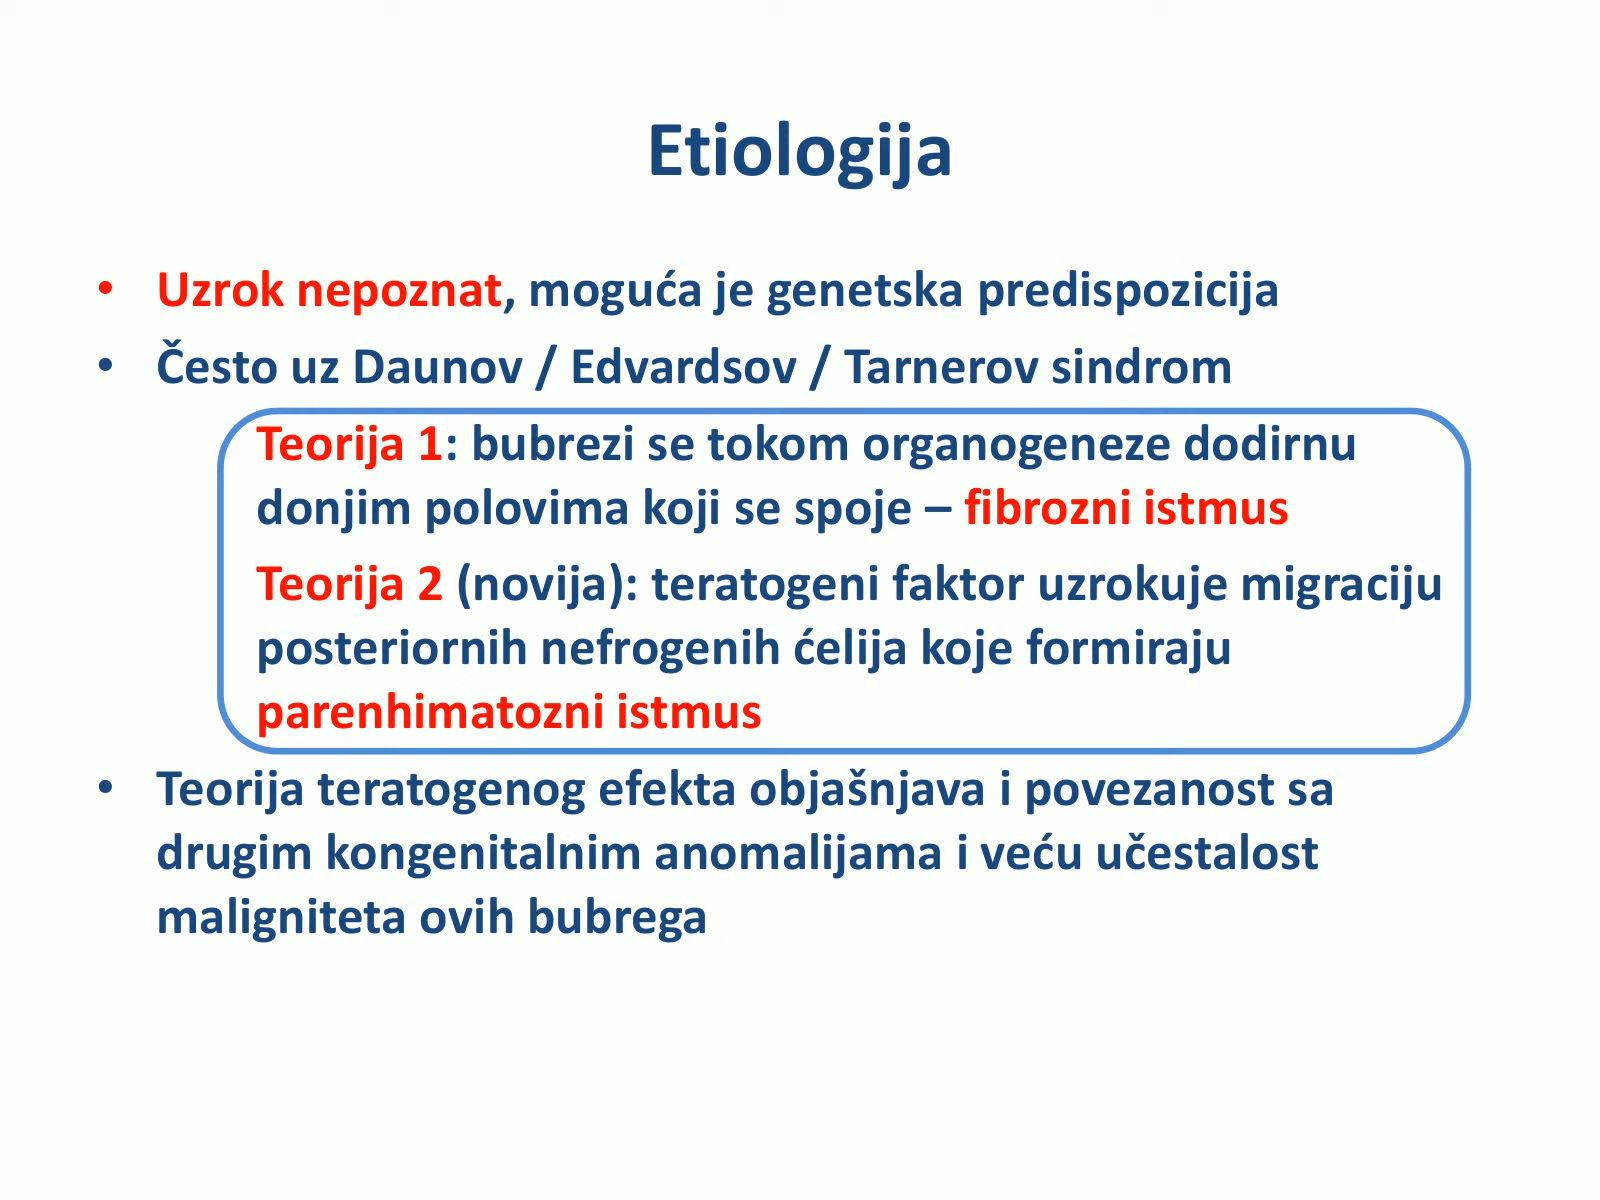 Etiologija
• Uzrok nepoznat, moguća je genetska predispozicija
• Često uz Daunov / Edvardsov / Tarnerov sindrom
Teorija 1: bubrezi se tokom organogeneze dodirnu
donjim polovima koji se spoje – fibrozni istmus
Teorija 2 (novija): teratogeni faktor uzrokuje migraciju
posteriornih nefrogenih ćelija koje formiraju
parenhimatozni istmus
• Teorija teratogenog efekta objašnjava i povezanost sa
drugim kongenitalnim anomalijama i veću učestalost
maligniteta ovih bubrega